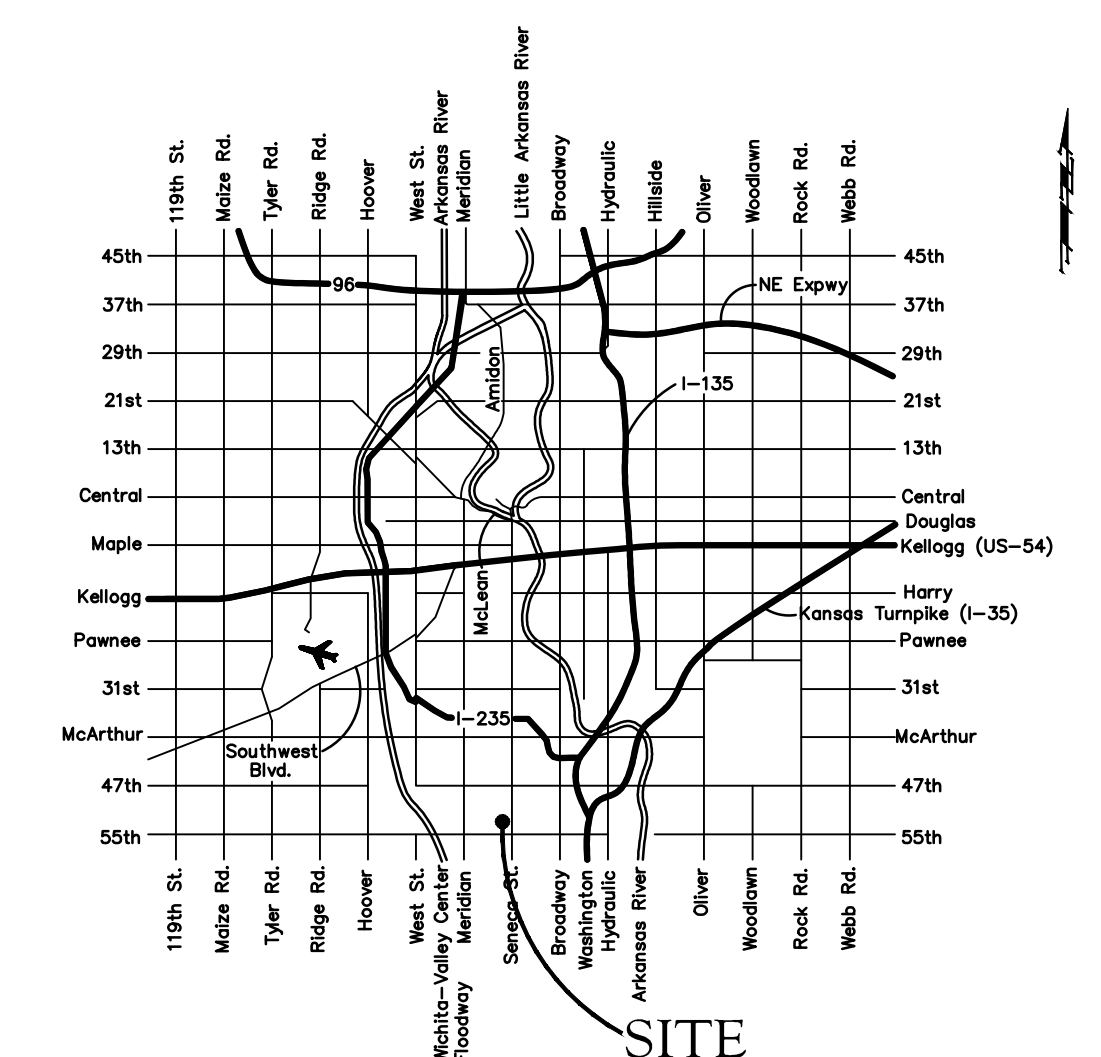 119th St.
Maize Rd.
Tyler Rd.
Ridge Rd.
Hoover
West St.
Arkansas River
Meridian
Little Arkansas River
Broadway
Hydraulic
Hillside
Oliver
Woodlawn
Rock Rd.
Webb Rd.
45th
45th
96
NE Expwy
37th
37th
29th
29th
Amidon
I-135
21st
21st
13th
13th
Central
Central
Douglas
Maple
Kellogg (US-54)
McLean
Kellogg
Harry
Kansas Turnpike (I-35)
Pawnee
Pawnee
31st
31st
I-235
McArthur
McArthur
Southwest
Blvd.
47th
47th
55th
55th
119th St.
Maize Rd.
Tyler Rd.
Ridge Rd.
Hoover
West St.
Wichita-Valley Center
Floodway
Meridian
Seneca St.
Broadway
Washington
Hydraulic
Arkansas River
Oliver
Woodlawn
Rock Rd.
Webb Rd.
SITE